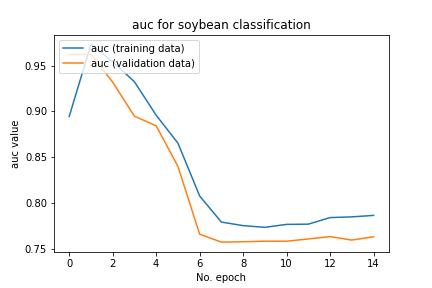 auc for soybean classification
auc (training data)
auc (validation data)
auc value
0.95
0.90
0.85
0.80
0.75
0 2 4 6 8 10 12 14
No. epoch